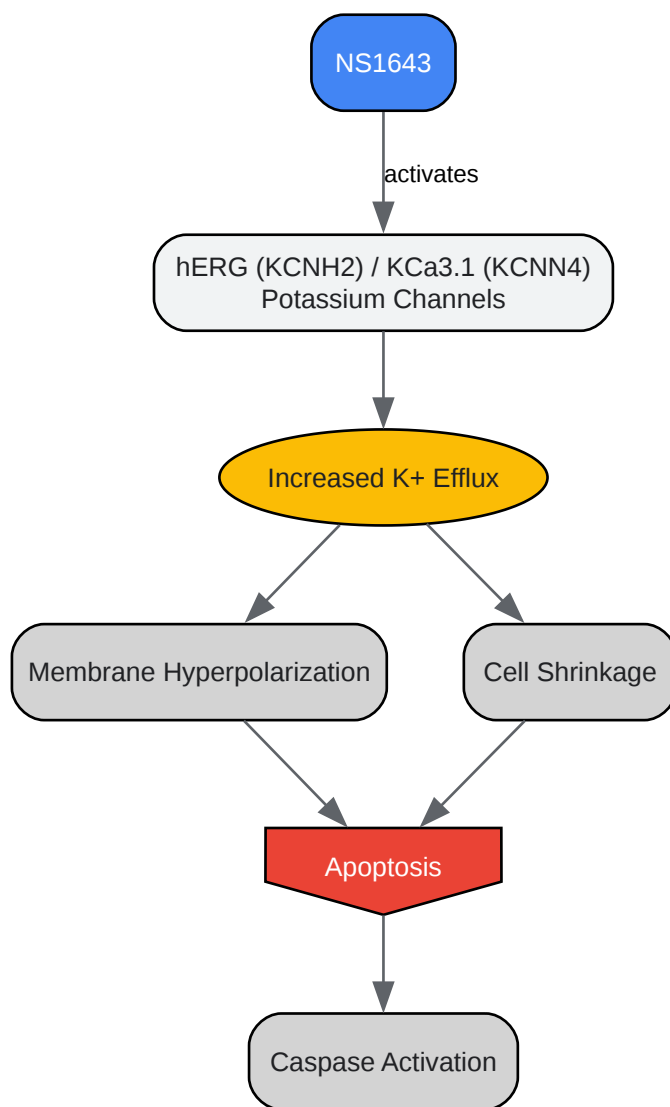 NS1643
activates
hERG (KCNH2) / KCa3.1 (KCNN4)
Potassium Channels
Increased K+ Efflux
Membrane Hyperpolarization
Cell Shrinkage
Apoptosis
Caspase Activation